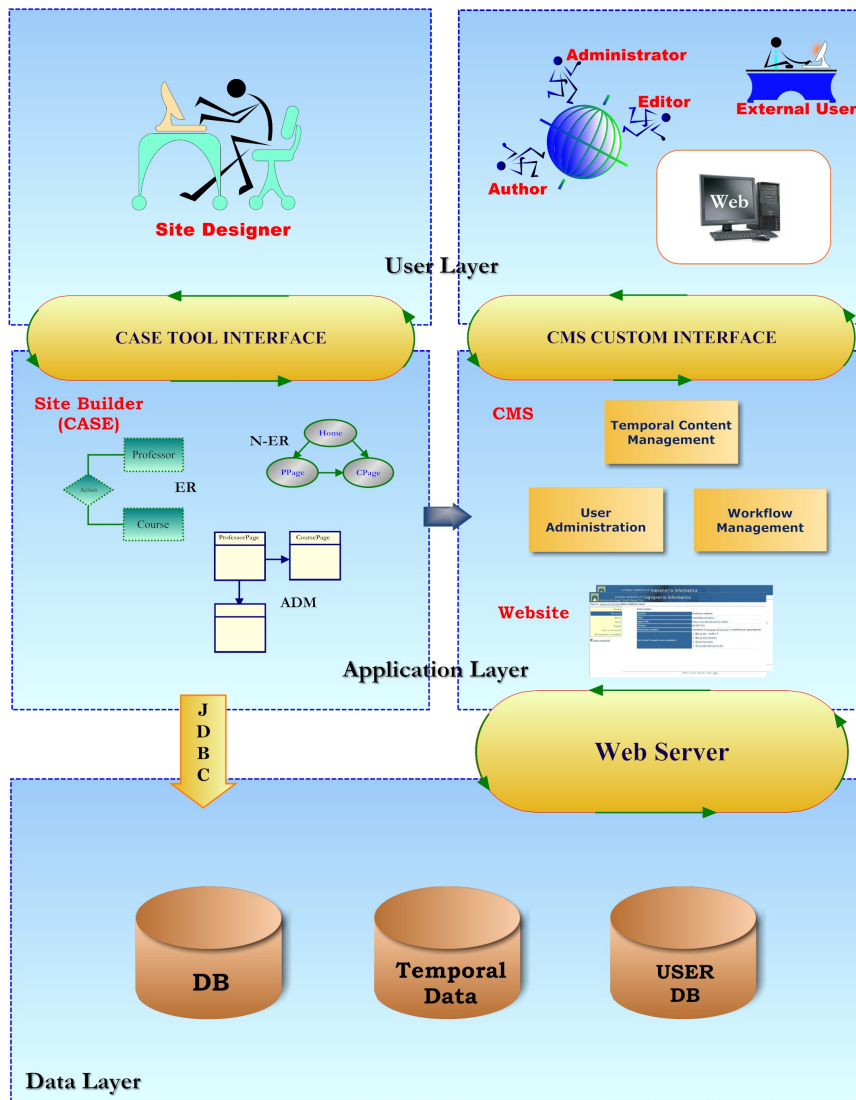 Administrator
Editor
External User
Author
Web
Site Designer
User Layer
CASE TOOL INTERFACE
CMS CUSTOM INTERFACE
Site Builder
(CASE)
CMS
Temporal Content
Management
N-ER
Home
PPage
CPage
Professor
Action
ER
Course
User
Administration
Workflow
Management
ProfessorPage
CoursePage
ADM
Website
Ingegneria Informatica
Application Layer
J
D
B
C
Web Server
DB
Temporal
Data
USER
DB
Data Layer